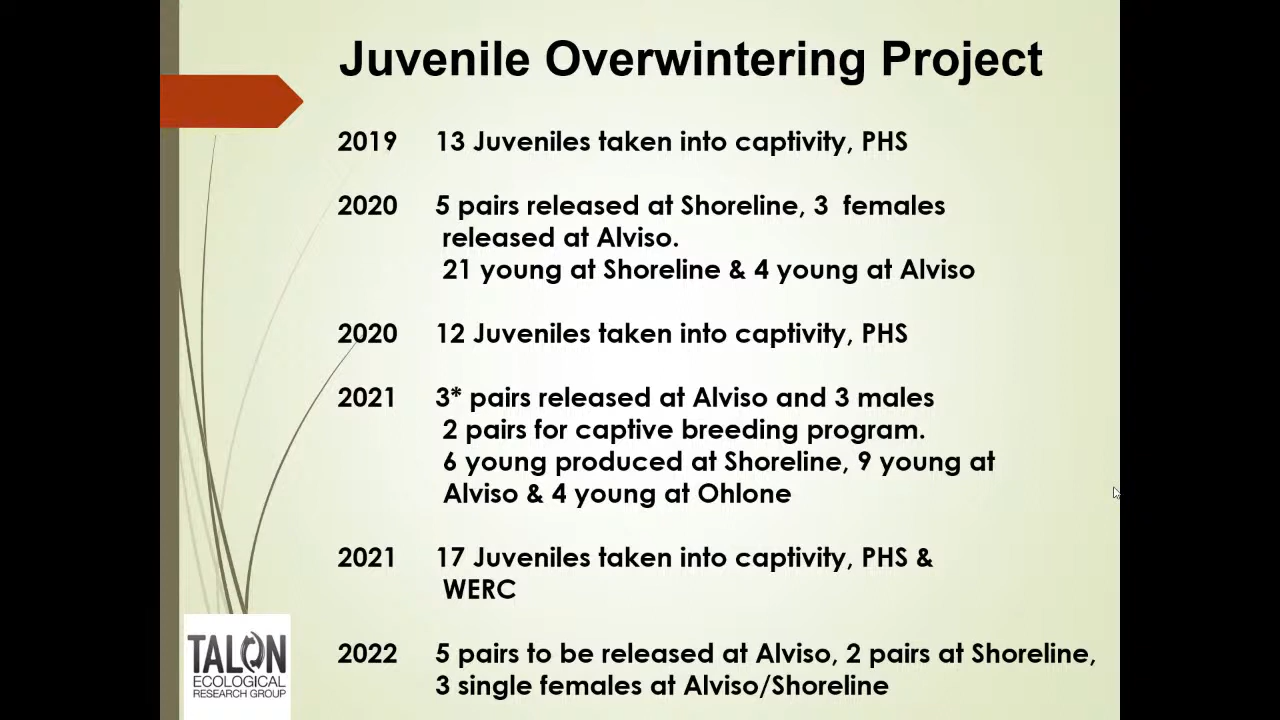 Juvenile Overwintering Project
2019 13 Juveniles taken into captivity, PHS
2020 5 pairs released at Shoreline, 3 females
released at Alviso.
21 young at Shoreline & 4 young at Alviso
2020 12 Juveniles taken into captivity, PHS
2021 3* pairs released at Alviso and 3 males
2 pairs for captive breeding program.
6 young produced at Shoreline, 9 young at
Alviso & 4 young at Ohlone
2021 17 Juveniles taken into captivity, PHS &
WERC
2022 5 pairs to be released at Alviso, 2 pairs at Shoreline,
3 single females at Alviso/Shoreline
TALON
ECOLOGICAL
RESEARCH GROUP